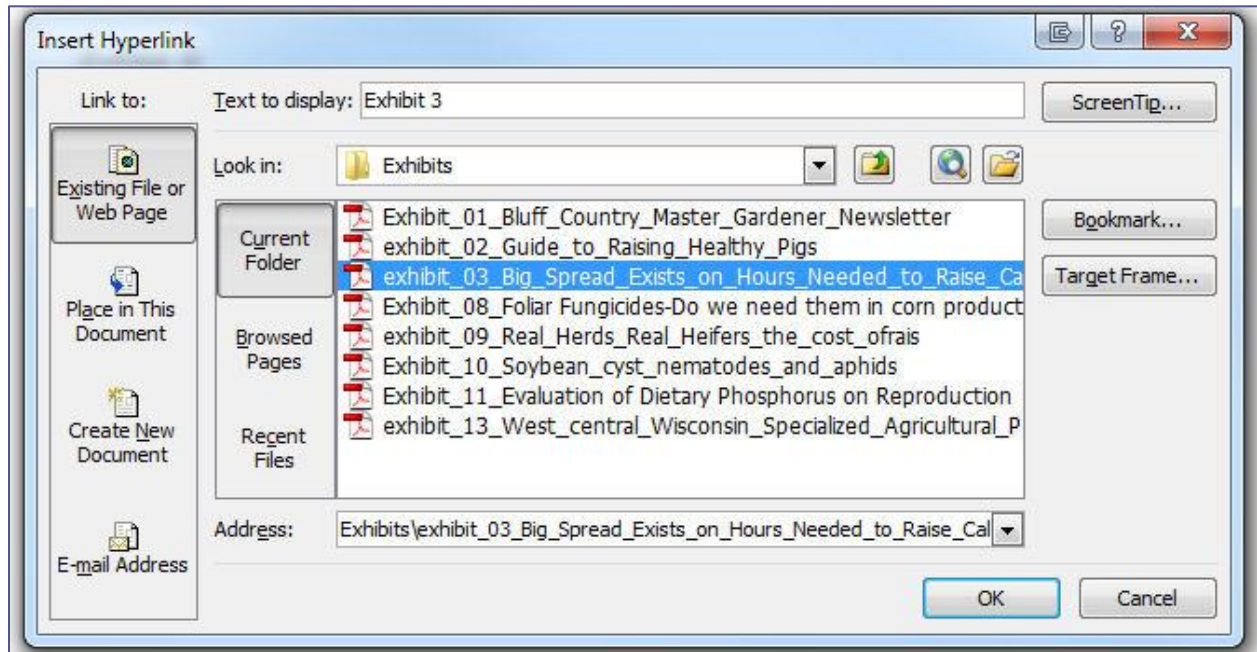 Insert Hyperlink
Link to:
Text to display: Exhibit 3
ScreenTip...
Existing File or
Web Page
Place in This
Document
Create New
Document
E-mail Address
Look in:
Exhibits
Current
Folder
Browsed
Pages
Recent
Files
Exhibit_01_Bluff_Country_Master_Gardener_Newsletter
exhibit_02_Guide_to_Raising_Healthy_Pigs
exhibit_03_Big_Spread_Exists_on_Hours_Needed_to_Raise_Ca
Exhibit_08_Foliar Fungicides-Do we need them in corn product
exhibit_09_Real_Herds_Real_Heifers_the_cost_ofrais
Exhibit_10_Soybean_cyst_nematodes_and_aphids
Exhibit_11_Evaluation of Dietary Phosphorus on Reproduction
exhibit_13_West_central_Wisconsin_Specialized_Agricultural_P
Bookmark...
Target Frame...
Address: Exhibits\exhibit_03_Big_Spread_Exists_on_Hours_Needed_to_Raise_Cal
OK
Cancel